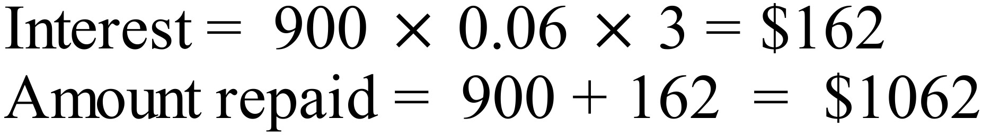 Interest = 900 × 0.06 × 3 = $162
Amount repaid = 900 + 162 = $1062